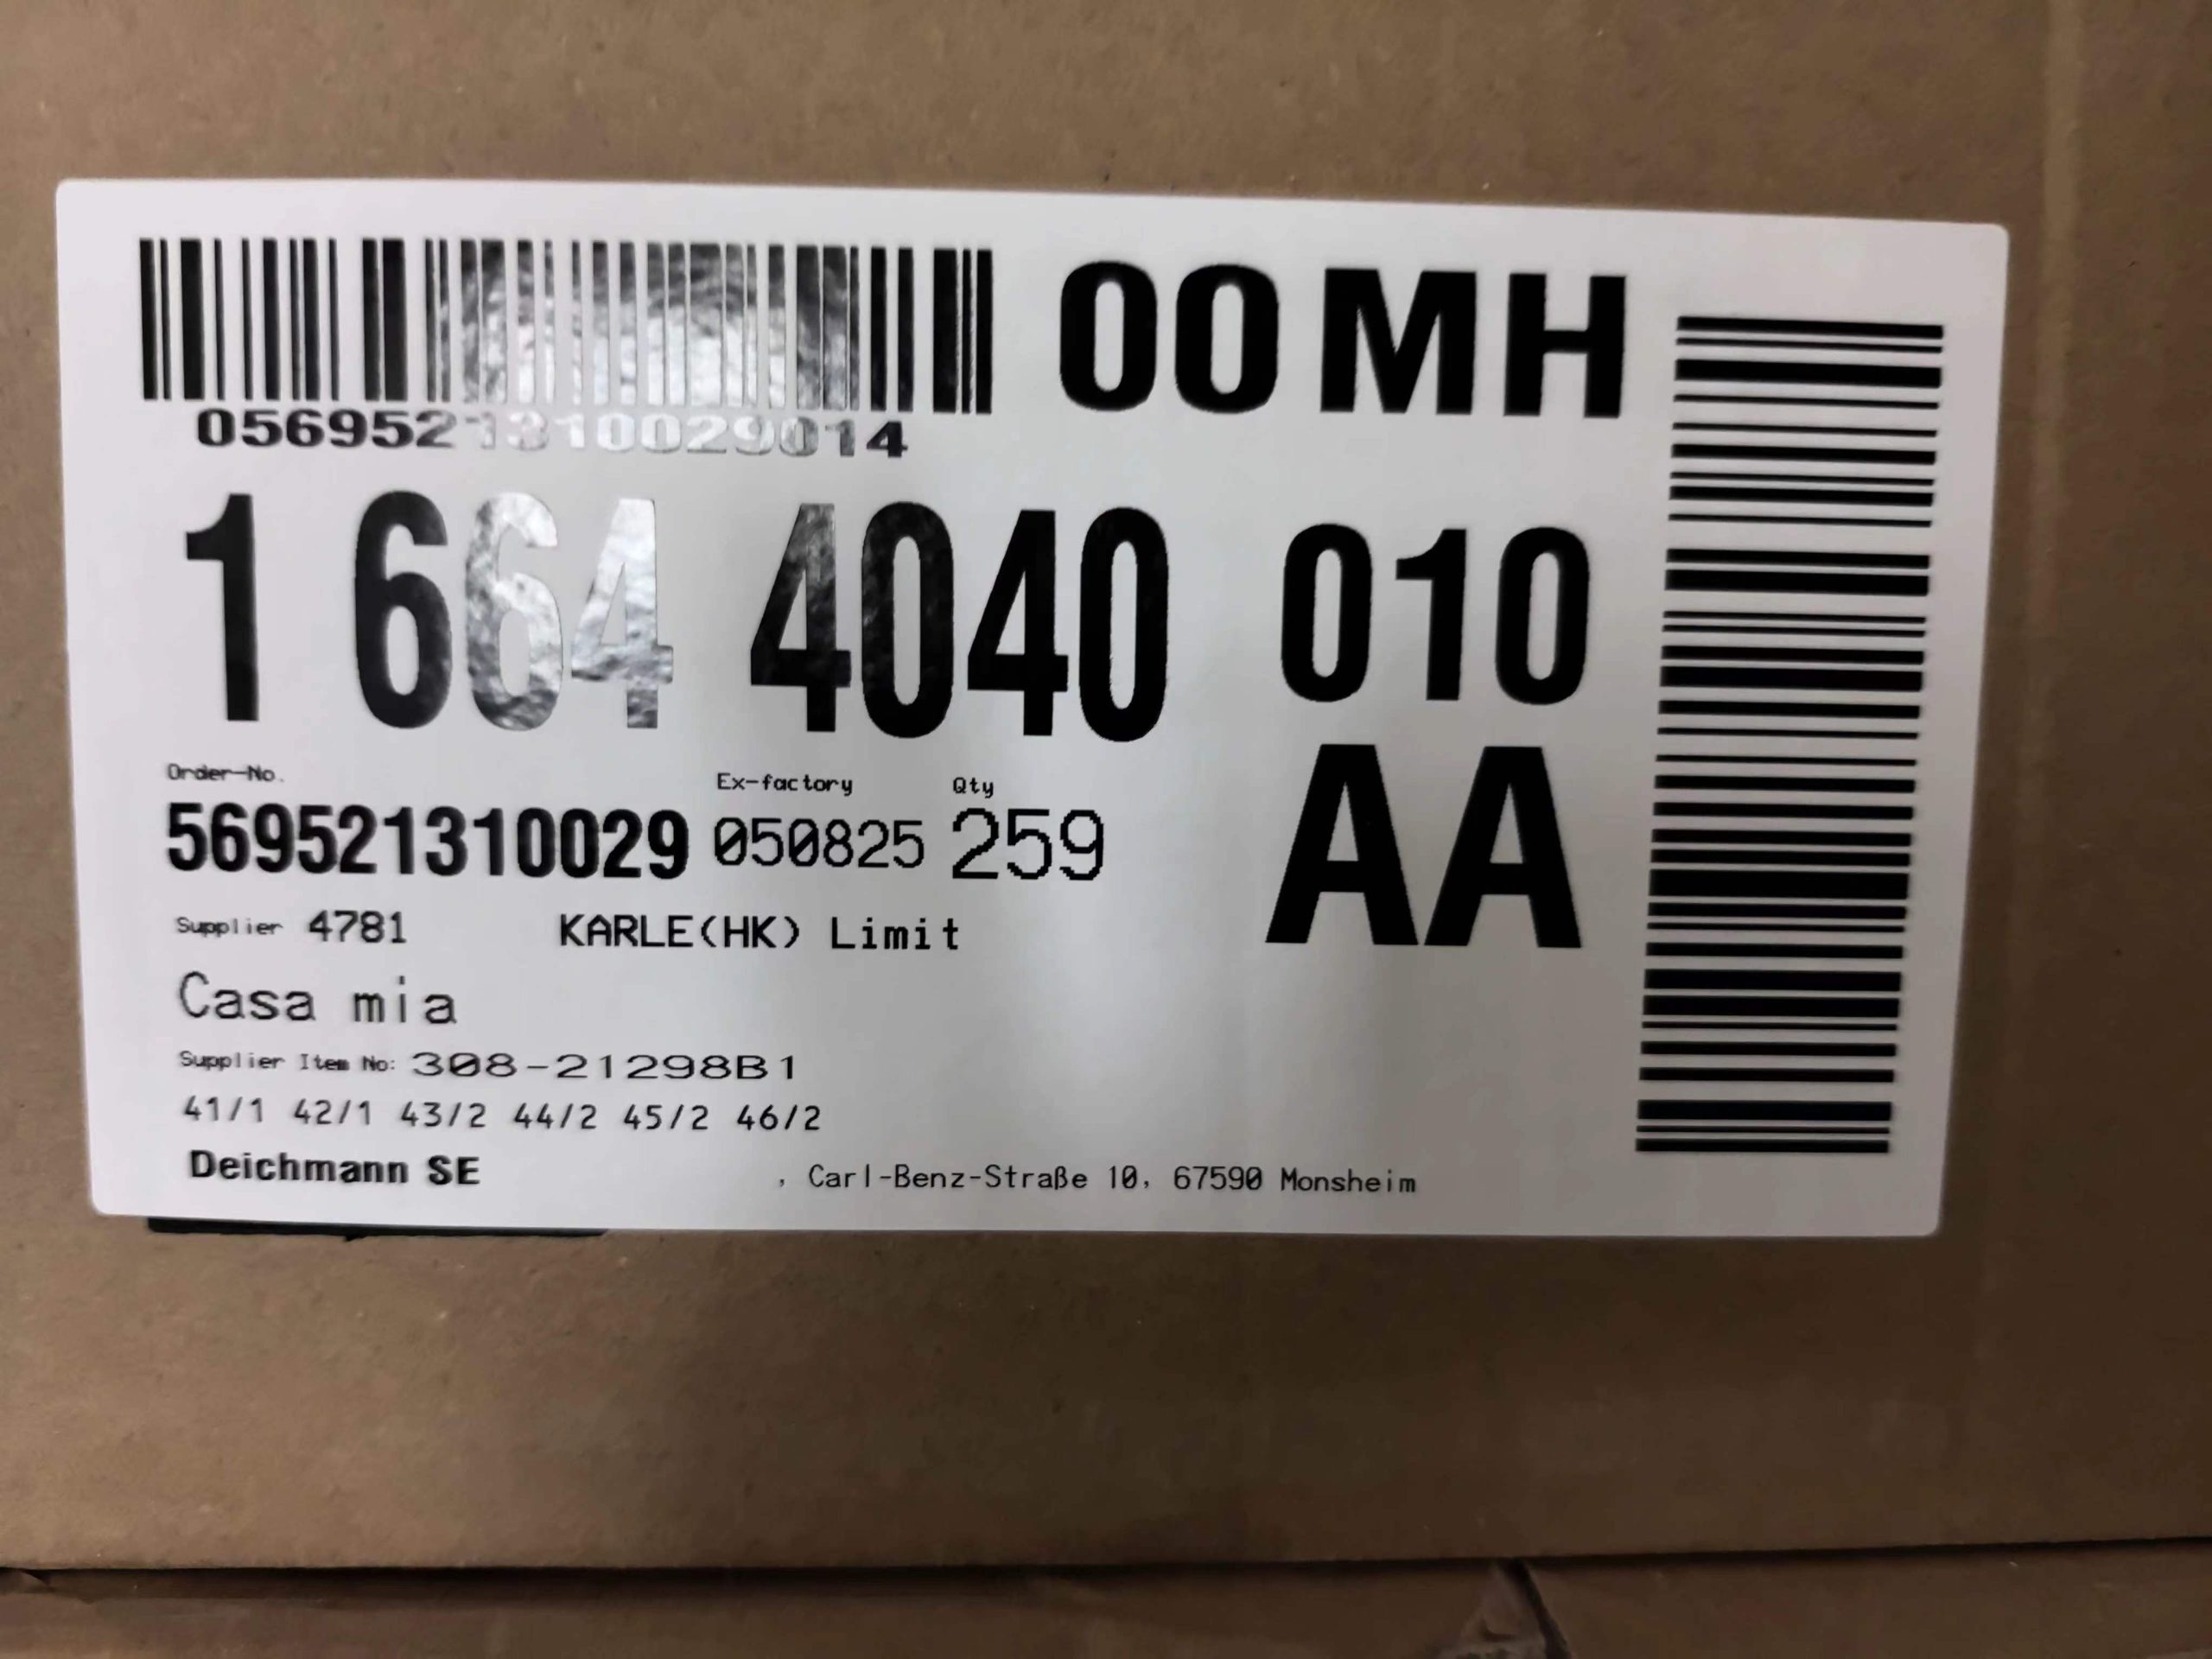 00 MH
0569521310029014
1 664 4040 010
AA
Order-No. Ex-factory Qty
569521310029 050825 259
Supplier 4781 KARLE(HK) Limit
Casa mia
Supplier Item No: 308-21298B1
41/1 42/1 43/2 44/2 45/2 46/2
Deichmann SE , Carl-Benz-Straße 10, 67590 Monsheim